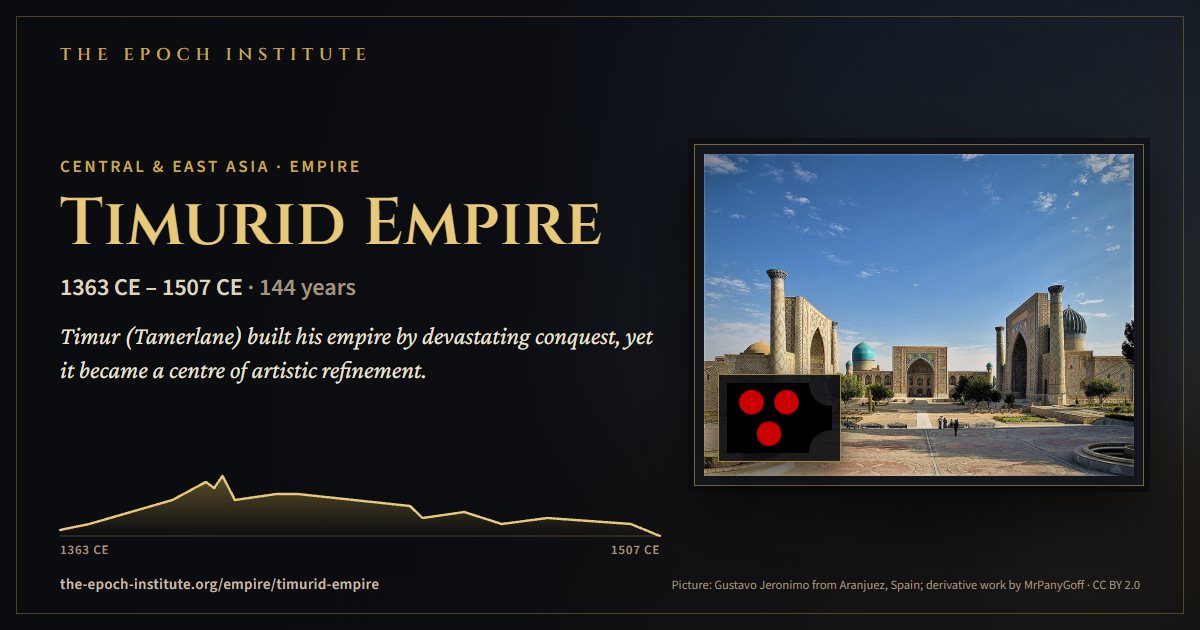 THE EPOCH INSTITUTE
CENTRAL & EAST ASIA · EMPIRE
TIMURID EMPIRE
1363 CE – 1507 CE · 144 years
Timur (Tamerlane) built his empire by devastating conquest, yet
it became a centre of artistic refinement.
1363 CE
1507 CE
the-epoch-institute.org/empire/timurid-empire
Picture: Gustavo Jeronimo from Aranjuez, Spain; derivative work by MrPanyGoff · CC BY 2.0